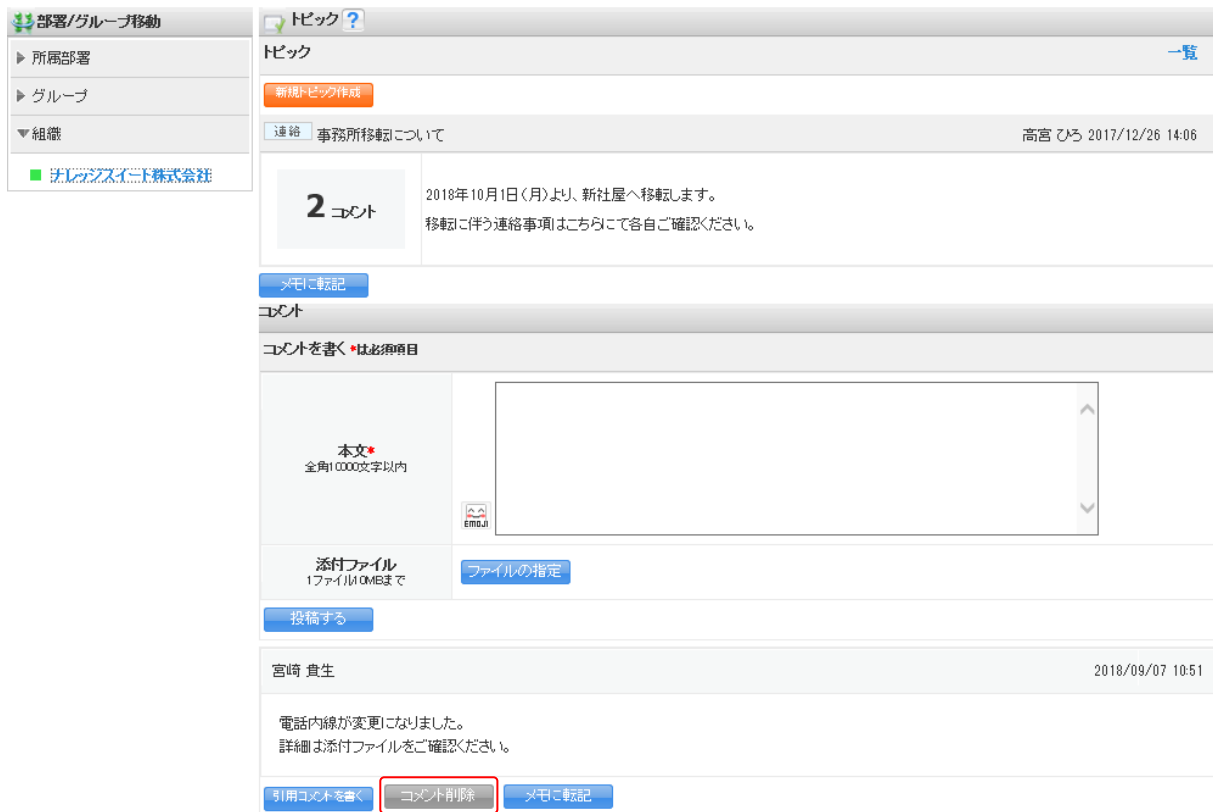 部署/グループ移動
所属部署
グループ
組織
ナレッジスイート株式会社
トピック ?
トピック 一覧
新規トピック作成
連絡 事務所移転について 高宮 ひろ 2017/12/26 14:06
2 コメント
2018年10月1日(月)より、新社屋へ移転します。
移転に伴う連絡事項はこちらにて各自ご確認ください。
メモに転記
コメント
コメントを書く *は必須項目
本文*
全角10000文字以内
EMOJI
添付ファイル
1ファイル10MBまで
ファイルの指定
投稿する
宮崎 貴生 2018/09/07 10:51
電話内線が変更になりました。
詳細は添付ファイルをご確認ください。
引用コメントを書く コメント削除 メモに転記